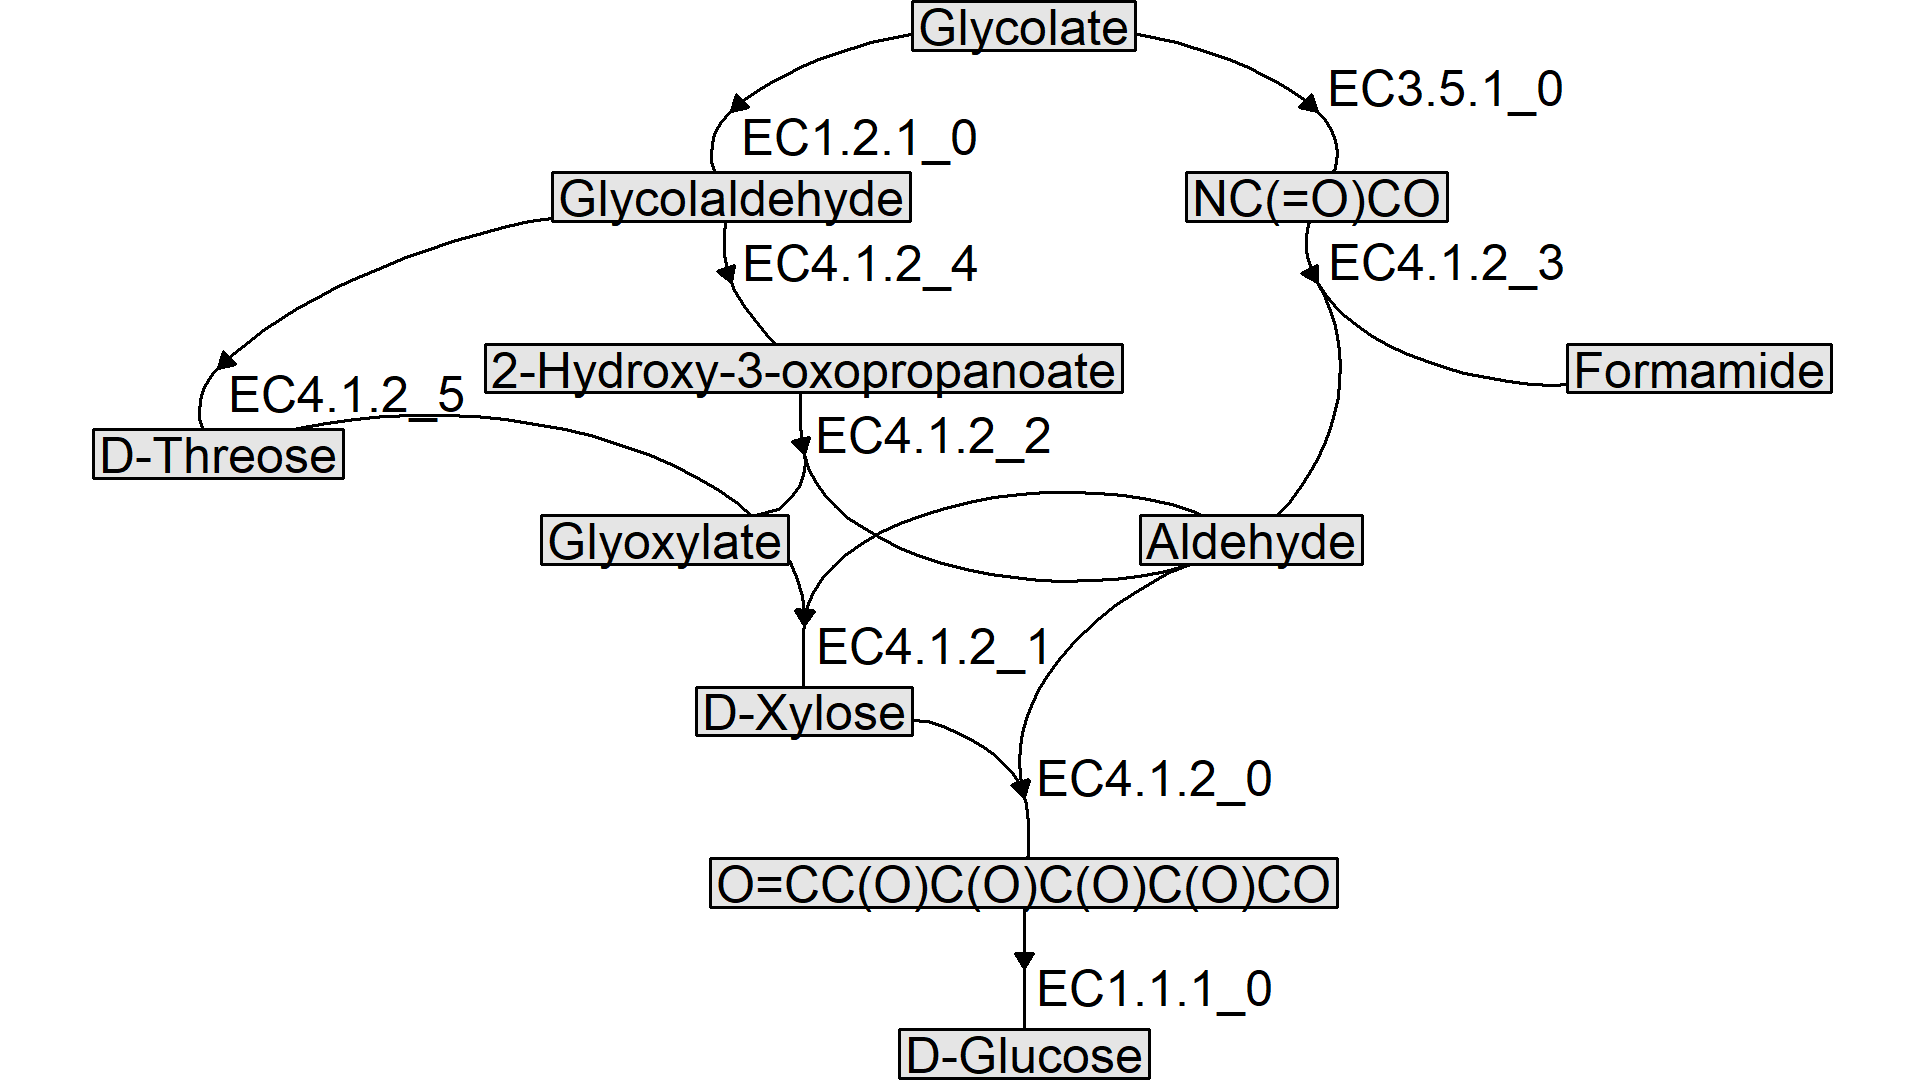 Glycolate
EC3.5.1_0
EC1.2.1_0
Glycolaldehyde
NC(=O)CO
EC4.1.2_4
EC4.1.2_3
2-Hydroxy-3-oxopropanoate
Formamide
EC4.1.2_5
EC4.1.2_2
D-Threose
Glyoxylate
Aldehyde
EC4.1.2_1
D-Xylose
EC4.1.2_0
O=CC(O)C(O)C(O)C(O)CO
EC1.1.1_0
D-Glucose